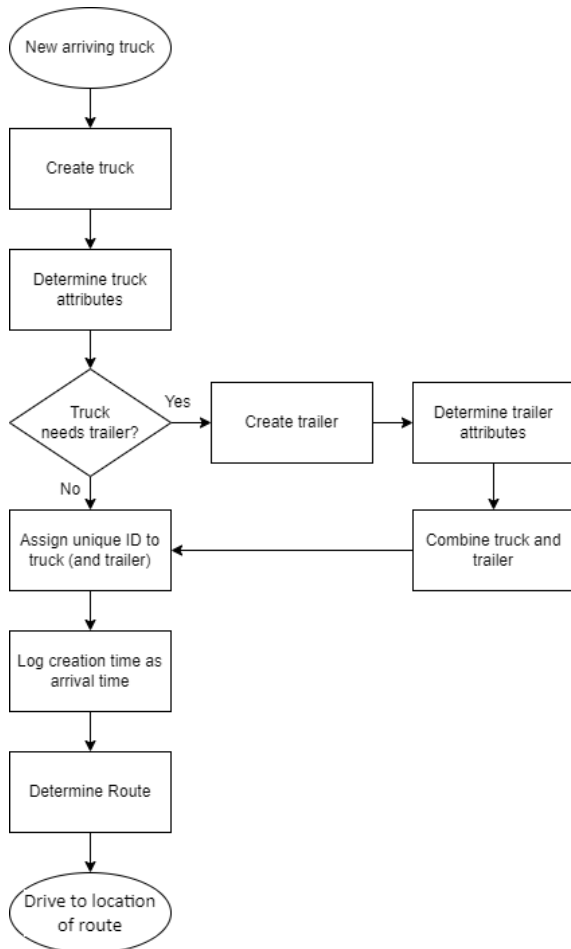 New arriving truck
Create truck
Determine truck
attributes
Truck
needs trailer?
Yes
Create trailer
Determine trailer
attributes
No
Assign unique ID to
truck (and trailer)
Combine truck and
trailer
Log creation time as
arrival time
Determine Route
Drive to location
of route